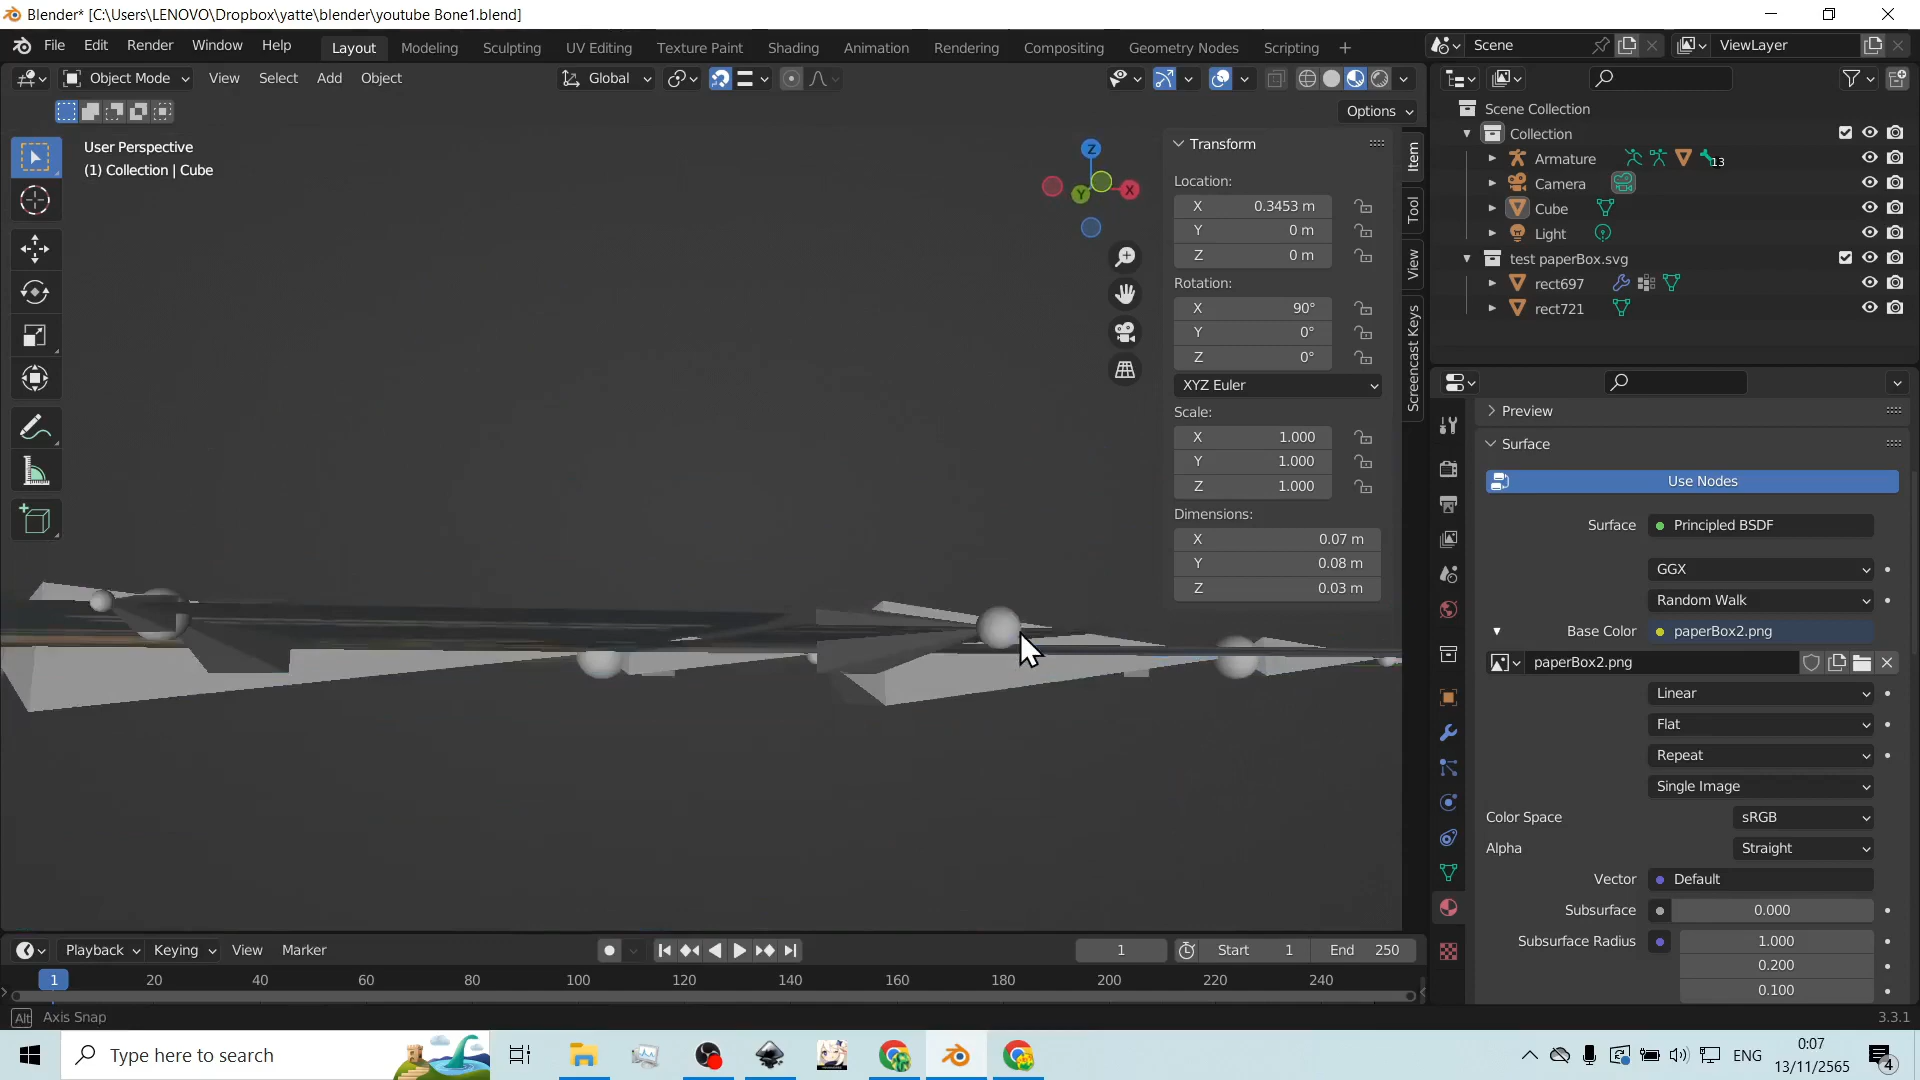 Blender* [C:\Users\LENOVO\Dropbox\yatte\blender\youtube Bone1.blend]
File Edit Render Window Help Layout Modeling Sculpting UV Editing Texture Paint Shading Animation Rendering Compositing Geometry Nodes Scripting + Scene ViewLayer
Object Mode View Select Add Object Global
Options
User Perspective
(1) Collection | Cube
Z
X
Y
Transform
Location:
X 0.3453 m
Y 0 m
Z 0 m
Rotation:
X 90°
Y 0°
Z 0°
XYZ Euler
Scale:
X 1.000
Y 1.000
Z 1.000
Dimensions:
X 0.07 m
Y 0.08 m
Z 0.03 m
Item
Tool
View
Screencast Keys
Scene Collection
Collection
Armature 13
Camera
Cube
Light
test paperBox.svg
rect697
rect721
Preview
Surface
Use Nodes
Surface Principled BSDF
GGX
Random Walk
Base Color paperBox2.png
paperBox2.png
Linear
Flat
Repeat
Single Image
Color Space sRGB
Alpha Straight
Vector Default
Subsurface 0.000
Subsurface Radius 1.000
0.200
0.100
Playback Keying View Marker 1 Start 1 End 250
1 20 40 60 80 100 120 140 160 180 200 220 240
Alt Axis Snap 3.3.1
Type here to search
ENG
0:07
13/11/2565
4